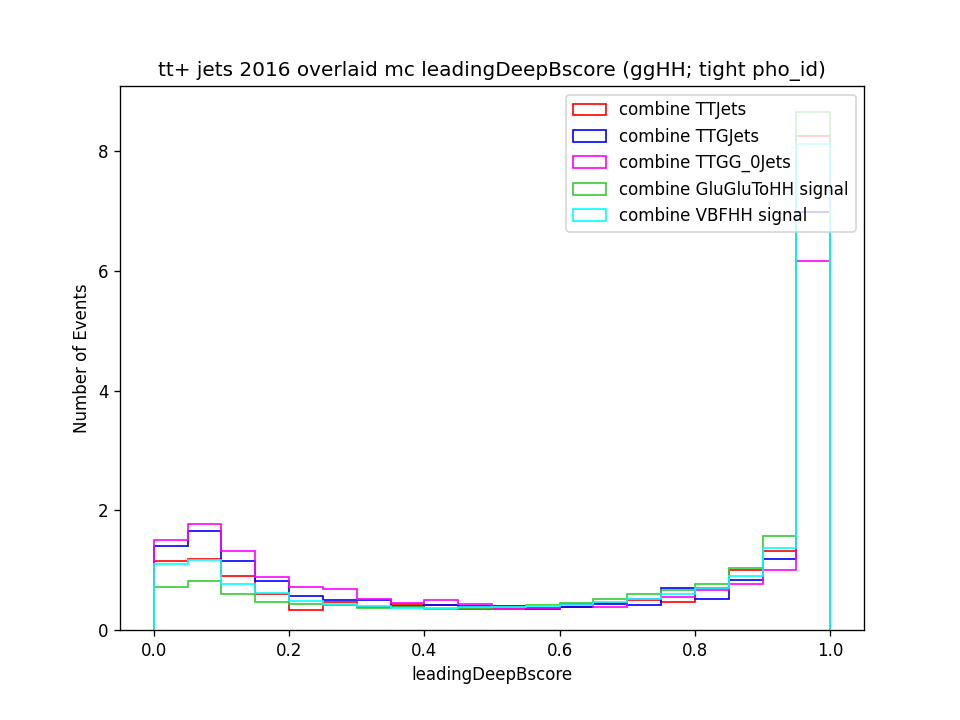 tt+ jets 2016 overlaid mc leadingDeepBscore (ggHH; tight pho_id)
combine TTJets
combine TTGJets
combine TTGG_0Jets
combine GluGluToHH signal
combine VBFHH signal
Number of Events
8
6
4
2
0
0.0 0.2 0.4 0.6 0.8 1.0
leadingDeepBscore